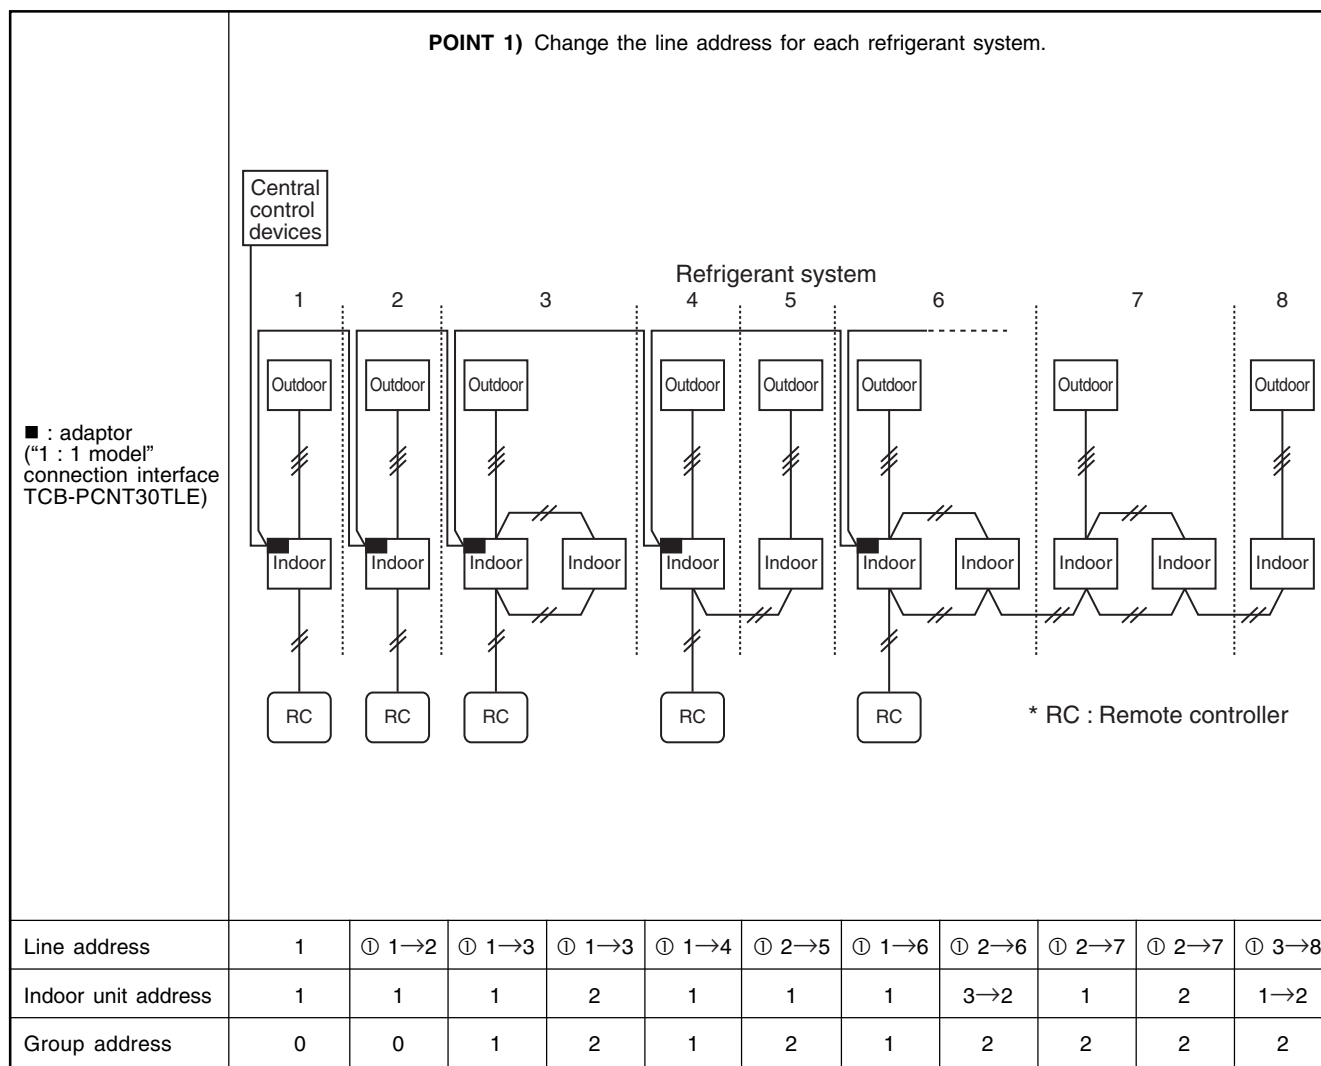 POINT 1) Change the line address for each refrigerant system.
Central
control
devices
Refrigerant system
1 2 3 4 5 6 7 8
Outdoor Outdoor Outdoor Outdoor Outdoor Outdoor Outdoor Outdoor
■ : adaptor
(“1 : 1 model”
connection interface
TCB-PCNT30TLE)
Indoor Indoor Indoor Indoor Indoor Indoor Indoor Indoor Indoor Indoor Indoor
RC RC RC RC RC * RC : Remote controller
Line address 1 ① 1→2 ① 1→3 ① 1→3 ① 1→4 ① 2→5 ① 1→6 ① 2→6 ① 2→7 ① 2→7 ① 3→8
Indoor unit address 1 1 1 2 1 1 1 3→2 1 2 1→2
Group address 0 0 1 2 1 2 1 2 2 2 2